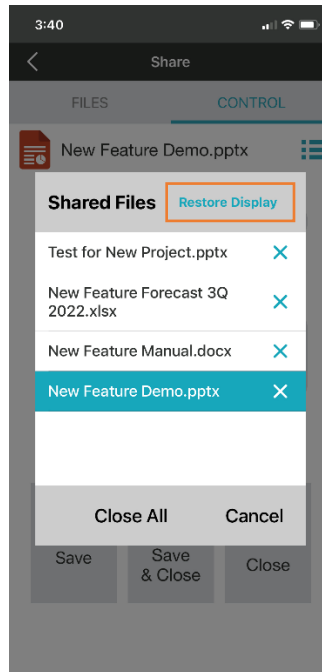 3:40
Share
FILES
CONTROL
New Feature Demo.pptx
Shared Files
Restore Display
Test for New Project.pptx
New Feature Forecast 3Q
2022.xlsx
New Feature Manual.docx
New Feature Demo.pptx
Close All
Cancel
Save
Save
& Close
Close